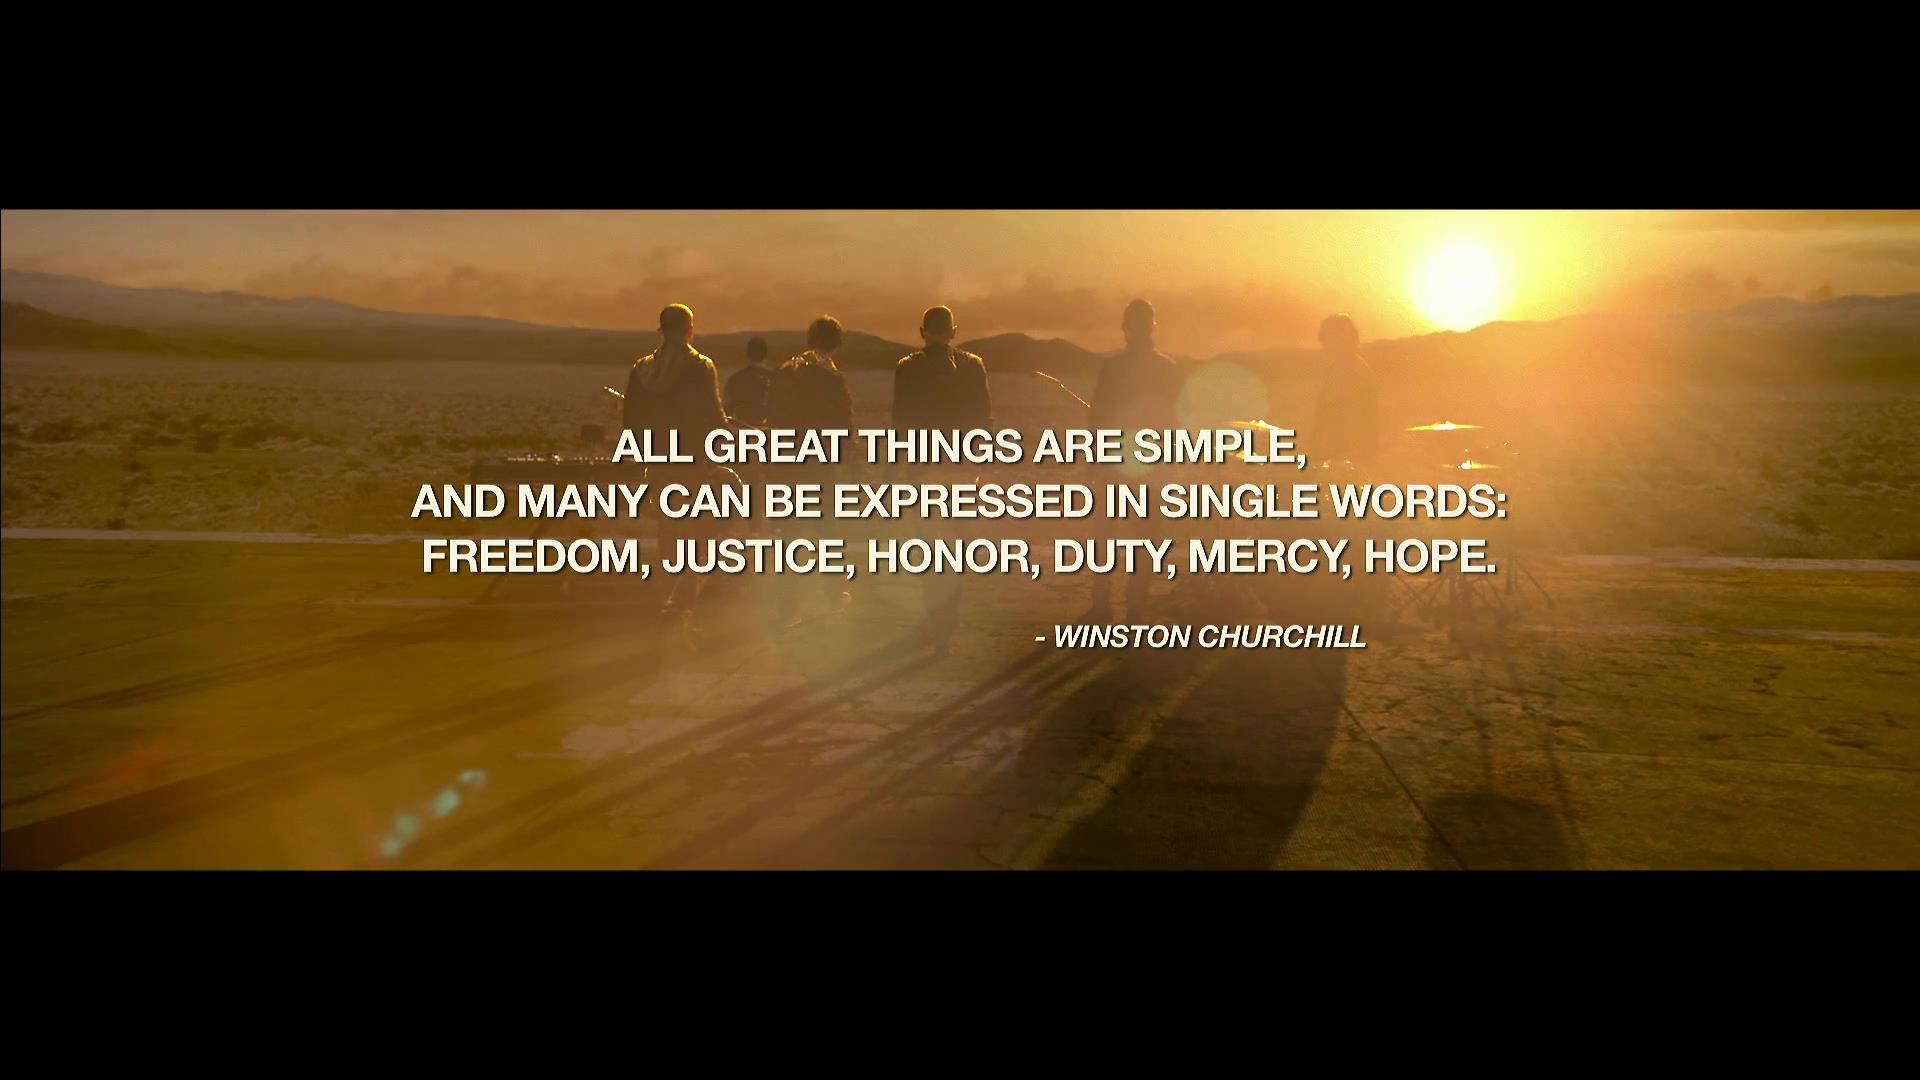 ALL GREAT THINGS ARE SIMPLE,
AND MANY CAN BE EXPRESSED IN SINGLE WORDS:
FREEDOM, JUSTICE, HONOR, DUTY, MERCY, HOPE.
- WINSTON CHURCHILL